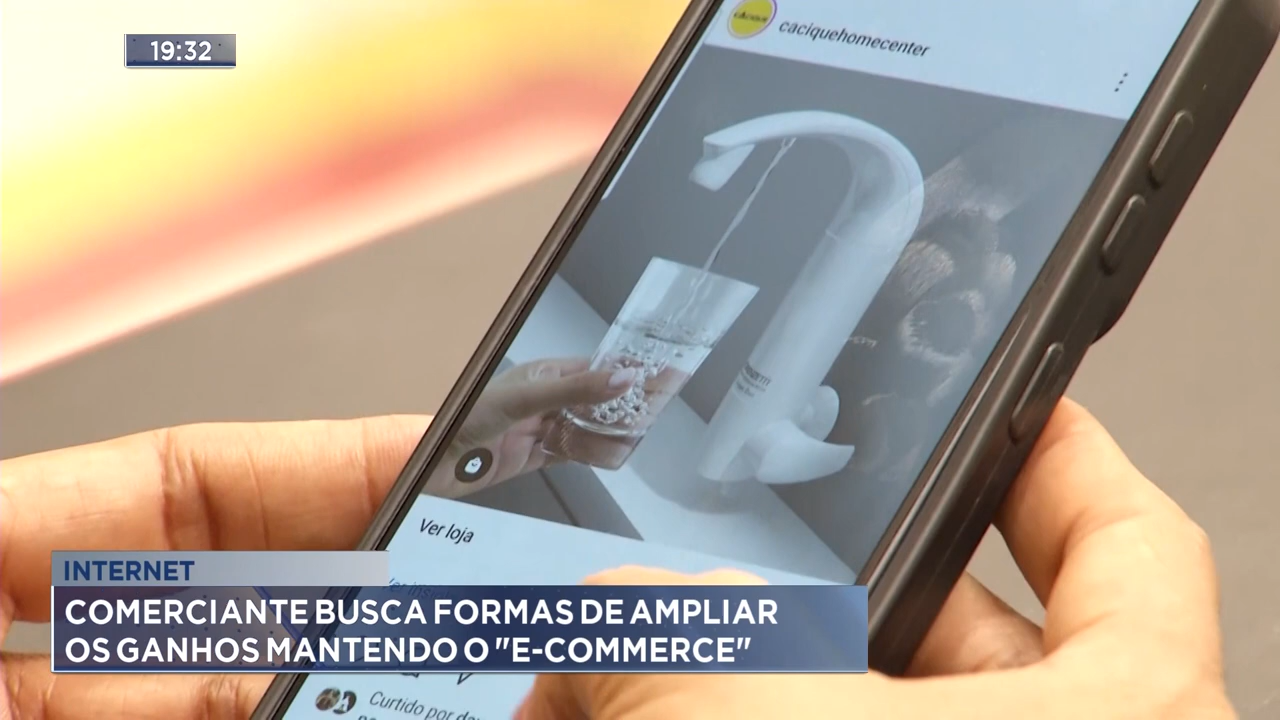 19:32
caciquehomecenter
Ver loja
INTERNET
COMERCIANTE BUSCA FORMAS DE AMPLIAR
OS GANHOS MANTENDO O "E-COMMERCE"
Curtido por